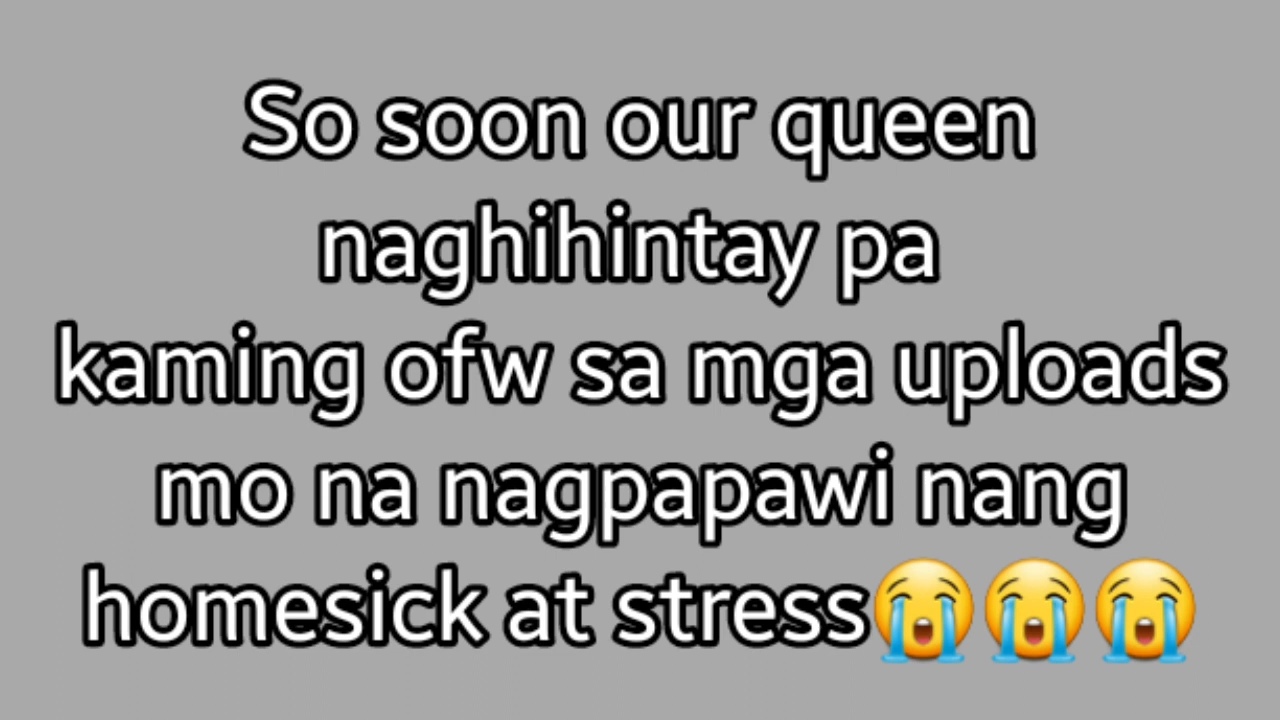 So soon our queen
naghihintay pa
kaming ofw sa mga uploads
mo na nagpapawi nang
homesick at stress😭😭😭